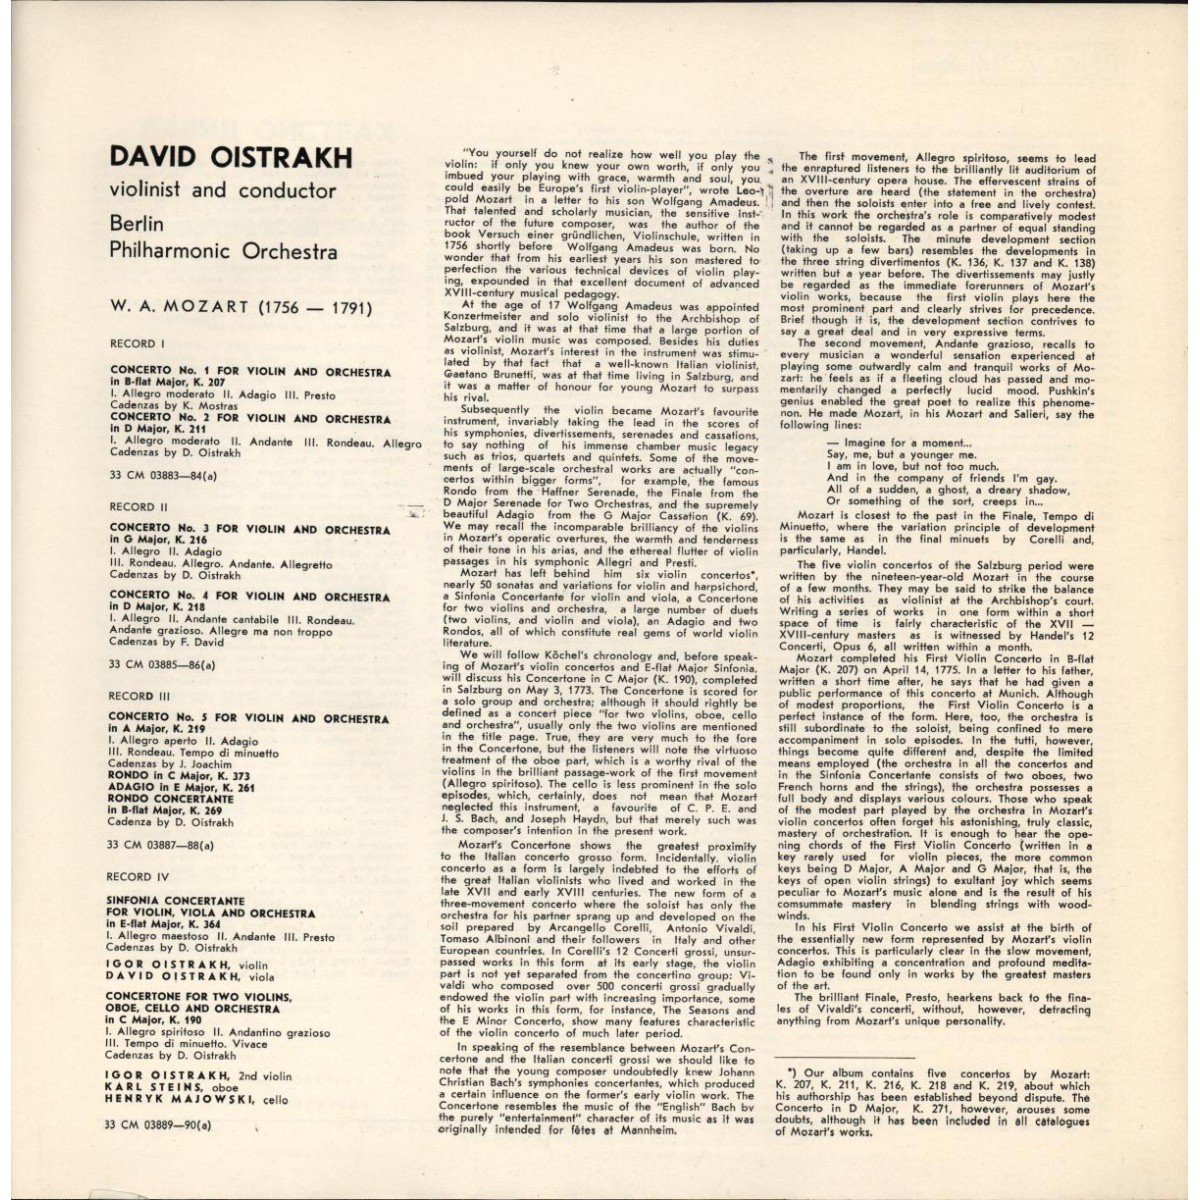 DAVID OISTRAKH
violinist and conductor
Berlin
Philharmonic Orchestra
W. A. MOZART (1756 — 1791)
RECORD I
CONCERTO No. 1 FOR VIOLIN AND ORCHESTRA
in B-flat Major, K. 207
I. Allegro moderato II. Adagio III. Presto
Cadenzas by K. Mostras
CONCERTO No. 2 FOR VIOLIN AND ORCHESTRA
in D Major, K. 211
I. Allegro moderato II. Andante III. Rondeau. Allegro
Cadenzas by D. Oistrakh
33 CM 03883—84(a)
RECORD II
CONCERTO No. 3 FOR VIOLIN AND ORCHESTRA
in G Major, K. 216
I. Allegro II. Adagio
III. Rondeau. Allegro. Andante. Allegretto
Cadenzas by D. Oistrakh
CONCERTO No. 4 FOR VIOLIN AND ORCHESTRA
in D Major, K. 218
I. Allegro II. Andante cantabile III. Rondeau.
Andante grazioso. Allegre ma non troppo
Cadenzas by F. David
33 CM 03885—86(a)
RECORD III
CONCERTO No. 5 FOR VIOLIN AND ORCHESTRA
in A Major, K. 219
I. Allegro aperto II. Adagio
III. Rondeau. Tempo di minuetto
Cadenzas by J. Joachim
RONDO in C Major, K. 373
ADAGIO in E Major, K. 261
RONDO CONCERTANTE
in B-flat Major, K. 269
Cadenza by D. Oistrakh
33 CM 03887—88(a)
RECORD IV
SINFONIA CONCERTANTE
FOR VIOLIN, VIOLA AND ORCHESTRA
in E-flat Major, K. 364
I. Allegro maestoso II. Andante III. Presto
Cadenzas by D. Oistrakh
IGOR OISTRAKH, violin
DAVID OISTRAKH, viola
CONCERTONE FOR TWO VIOLINS,
OBOE, CELLO AND ORCHESTRA
in C Major, K. 190
I. Allegro spiritoso II. Andantino grazioso
III. Tempo di minuetto. Vivace
Cadenzas by D. Oistrakh
IGOR OISTRAKH, 2nd violin
KARL STEINS, oboe
HENRYK MAJOWSKI, cello
33 CM 03889—90(a)
"You yourself do not realize how well you play the
violin: if only you knew your own worth, if only you
imbued your playing with grace, warmth and soul, you
could easily be Europe's first violin-player", wrote Leo-
pold Mozart in a letter to his son Wolfgang Amadeus.
That talented and scholarly musician, the sensitive inst-
ructor of the future composer, was the author of the
book Versuch einer gründlichen, Violinschule, written in
1756 shortly before Wolfgang Amadeus was born. No
wonder that from his earliest years his son mastered to
perfection the various technical devices of violin play-
ing, expounded in that excellent document of advanced
XVIII-century musical pedagogy.
At the age of 17 Wolfgang Amadeus was appointed
Konzertmeister and solo violinist to the Archbishop of
Salzburg, and it was at that time that a large portion of
Mozart's violin music was composed. Besides his duties
as violinist, Mozart's interest in the instrument was stimu-
lated by that fact that a well-known Italian violinist,
Gaetano Brunetti, was at that time living in Salzburg, and
it was a matter of honour for young Mozart to surpass
his rival.
Subsequently the violin became Mozart's favourite
instrument, invariably taking the lead in the scores of
his symphonies, divertissements, serenades and cassations,
to say nothing of his immense chamber music legacy
such as trios, quartets and quintets. Some of the move-
ments of large-scale orchestral works are actually "con-
certos within bigger forms", for example, the famous
Rondo from the Haffner Serenade, the Finale from the
D Major Serenade for Two Orchestras, and the supremely
beautiful Adagio from the G Major Cassation (K. 69).
We may recall the incomparable brilliancy of the violins
in Mozart's operatic overtures, the warmth and tenderness
of their tone in his arias, and the ethereal flutter of violin
passages in his symphonic Allegri and Presti.
Mozart has left behind him six violin concertos*,
nearly 50 sonatas and variations for violin and harpsichord,
a Sinfonia Concertante for violin and viola, a Concertone
for two violins and orchestra, a large number of duets
(two violins, and violin and viola), an Adagio and two
Rondos, all of which constitute real gems of world violin
literature.
We will follow Köchel's chronology and, before speak-
ing of Mozart's violin concertos and E-flat Major Sinfonia,
will discuss his Concertone in C Major (K. 190), completed
in Salzburg on May 3, 1773. The Concertone is scored for
a solo group and orchestra; although it should rightly be
defined as a concert piece "for two violins, oboe, cello
and orchestra", usually only the two violins are mentioned
in the title page. True, they are very much to the fore
in the Concertone, but the listeners will note the virtuoso
treatment of the oboe part, which is a worthy rival of the
violins in the brilliant passage-work of the first movement
(Allegro spiritoso). The cello is less prominent in the solo
episodes, which, certainly, does not mean that Mozart
neglected this instrument, a favourite of C. P. E. and
J. S. Bach, and Joseph Haydn, but that merely such was
the composer's intention in the present work.
Mozart's Concertone shows the greatest proximity
to the Italian concerto grosso form. Incidentally, violin
concerto as a form is largely indebted to the efforts of
the great Italian violinists who lived and worked in the
late XVII and early XVIII centuries. The new form of a
three-movement concerto where the soloist has only the
orchestra for his partner sprang up and developed on the
soil prepared by Arcangello Corelli, Antonio Vivaldi,
Tomaso Albinoni and their followers in Italy and other
European countries. In Corelli's 12 Concerti grossi, unsur-
passed works in this form at its early stage, the violin
part is not yet separated from the concertino group; Vi-
valdi who composed over 500 concerti grossi gradually
endowed the violin part with increasing importance, some
of his works in this form, for instance, The Seasons and
the E Minor Concerto, show many features characteristic
of the violin concerto of much later period.
In speaking of the resemblance between Mozart's Con-
certone and the Italian concerti grossi we should like to
note that the young composer undoubtedly knew Johann
Christian Bach's symphonies concertantes, which produced
a certain influence on the former's early violin work. The
Concertone resembles the music of the "English" Bach by
the purely "entertainment" character of its music as it was
originally intended for fêtes at Mannheim.
The first movement, Allegro spiritoso, seems to lead
the enraptured listeners to the brilliantly lit auditorium of
an XVIII-century opera house. The effervescent strains of
the overture are heard (the statement in the orchestra)
and then the soloists enter into a free and lively contest.
In this work the orchestra's role is comparatively modest
and it cannot be regarded as a partner of equal standing
with the soloists. The minute development section
(taking up a few bars) resembles the developments in
the three string divertimentos (K. 136, K. 137 and K. 138)
written but a year before. The divertissements may justly
be regarded as the immediate forerunners of Mozart's
violin works, because the first violin plays here the
most prominent part and clearly strives for precedence.
Brief though it is, the development section contrives to
say a great deal and in very expressive terms.
The second movement, Andante grazioso, recalls to
every musician a wonderful sensation experienced at
playing some outwardly calm and tranquil works of Mo-
zart: he feels as if a fleeting cloud has passed and mo-
mentarily changed a perfectly lucid mood. Pushkin's
genius enabled the great poet to realize this phenome-
non. He made Mozart, in his Mozart and Salieri, say the
following lines:
— Imagine for a moment...
Say, me, but a younger me.
I am in love, but not too much.
And in the company of friends I'm gay.
All of a sudden, a ghost, a dreary shadow,
Or something of the sort, creeps in...
Mozart is closest to the past in the Finale, Tempo di
Minuetto, where the variation principle of development
is the same as in the final minuets by Corelli and,
particularly, Handel.
The five violin concertos of the Salzburg period were
written by the nineteen-year-old Mozart in the course
of a few months. They may be said to strike the balance
of his activities as violinist at the Archbishop's court.
Writing a series of works in one form within a short
space of time is fairly characteristic of the XVII —
XVIII-century masters as is witnessed by Handel's 12
Concerti, Opus 6, all written within a month.
Mozart completed his First Violin Concerto in B-flat
Major (K. 207) on April 14, 1775. In a letter to his father,
written a short time after, he says that he had given a
public performance of this concerto at Munich. Although
of modest proportions, the First Violin Concerto is a
perfect instance of the form. Here, too, the orchestra is
still subordinate to the soloist, being confined to mere
accompaniment in solo episodes. In the tutti, however,
things become quite different and, despite the limited
means employed (the orchestra in all the concertos and
in the Sinfonia Concertante consists of two oboes, two
French horns and the strings), the orchestra possesses a
full body and displays various colours. Those who speak
of the modest part played by the orchestra in Mozart's
violin concertos often forget his astonishing, truly classic,
mastery of orchestration. It is enough to hear the ope-
ning chords of the First Violin Concerto (written in a
key rarely used for violin pieces, the more common
keys being D Major, A Major and G Major, that is, the
keys of open violin strings) to exultant joy which seems
peculiar to Mozart's music alone and is the result of his
comsummate mastery in blending strings with wood-
winds.
In his First Violin Concerto we assist at the birth of
the essentially new form represented by Mozart's violin
concertos. This is particularly clear in the slow movement,
Adagio exhibiting a concentration and profound medita-
tion to be found only in works by the greatest masters
of the art.
The brilliant Finale, Presto, hearkens back to the fina-
les of Vivaldi's concerti, without, however, detracting
anything from Mozart's unique personality.
*) Our album contains five concertos by Mozart:
K. 207, K. 211, K. 216, K. 218 and K. 219, about which
his authorship has been established beyond dispute. The
Concerto in D Major, K. 271, however, arouses some
doubts, although it has been included in all catalogues
of Mozart's works.